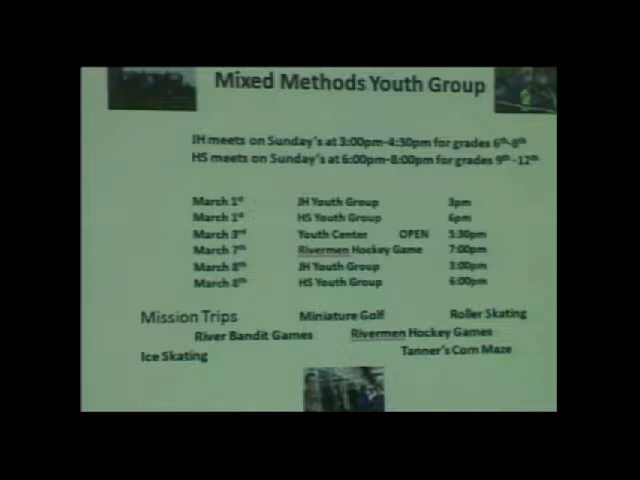 Mixed Methods Youth Group
JH meets on Sunday's at 3:00pm-4:30pm for grades 6th-8th
HS meets on Sunday's at 6:00pm-8:00pm for grades 9th-12th
March 1st JH Youth Group 3pm
March 1st HS Youth Group 6pm
March 3rd Youth Center OPEN 5:30pm
March 7th Rivermen Hockey Game 7:00pm
March 8th JH Youth Group 3:00pm
March 8th HS Youth Group 6:00pm
Mission Trips Miniature Golf Roller Skating
River Bandit Games Rivermen Hockey Games
Ice Skating Tanner's Corn Maze